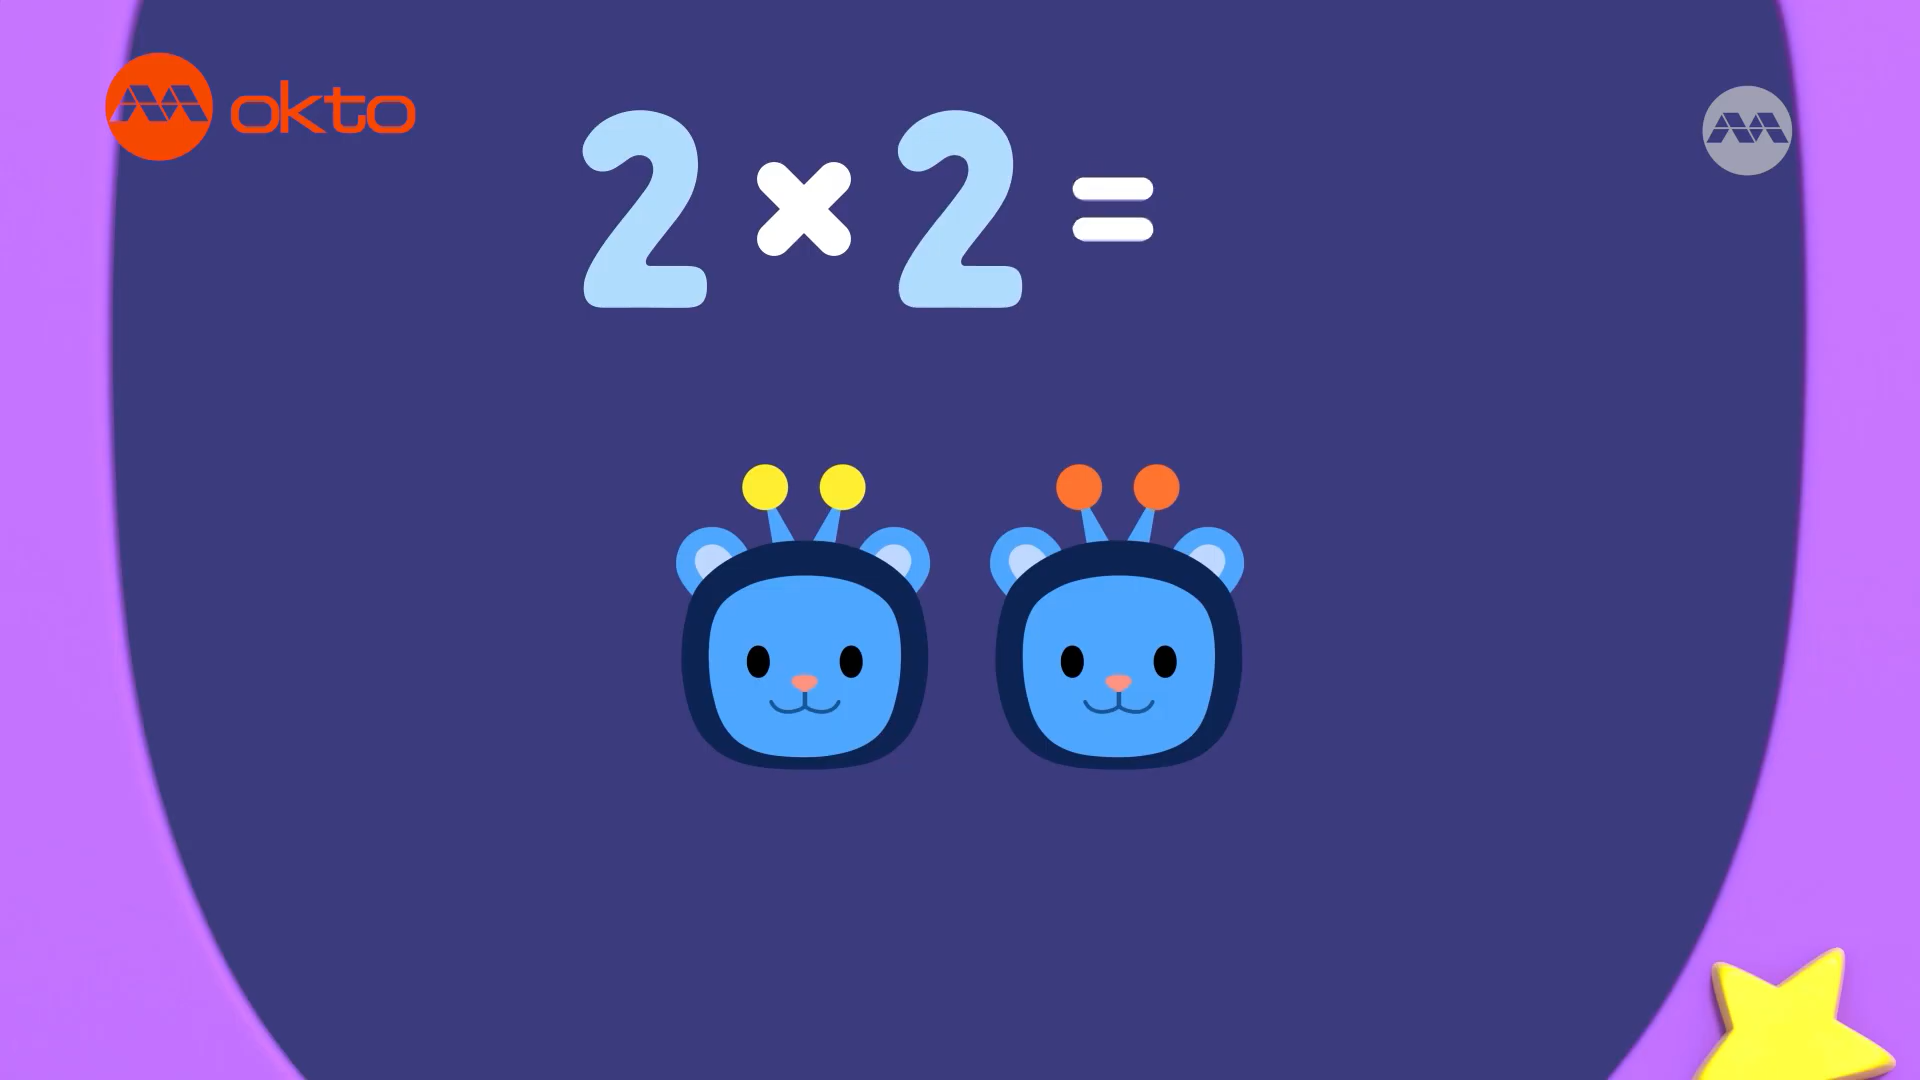 okto
2 × 2 =